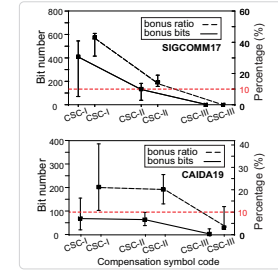 800
600
400
200
0
Bit number
60
50
40
30
20
10
0
Percentage (%)
bonus ratio
bonus bits
SIGCOMM17
CSC-I
CSC-I
CSC-II
CSC-II
CSC-III
CSC-III
400
300
200
100
0
Bit number
40
30
20
10
0
Percentage (%)
bonus ratio
bonus bits
CAIDA19
CSC-I
CSC-I
CSC-II
CSC-II
CSC-III
CSC-III
Compensation symbol code